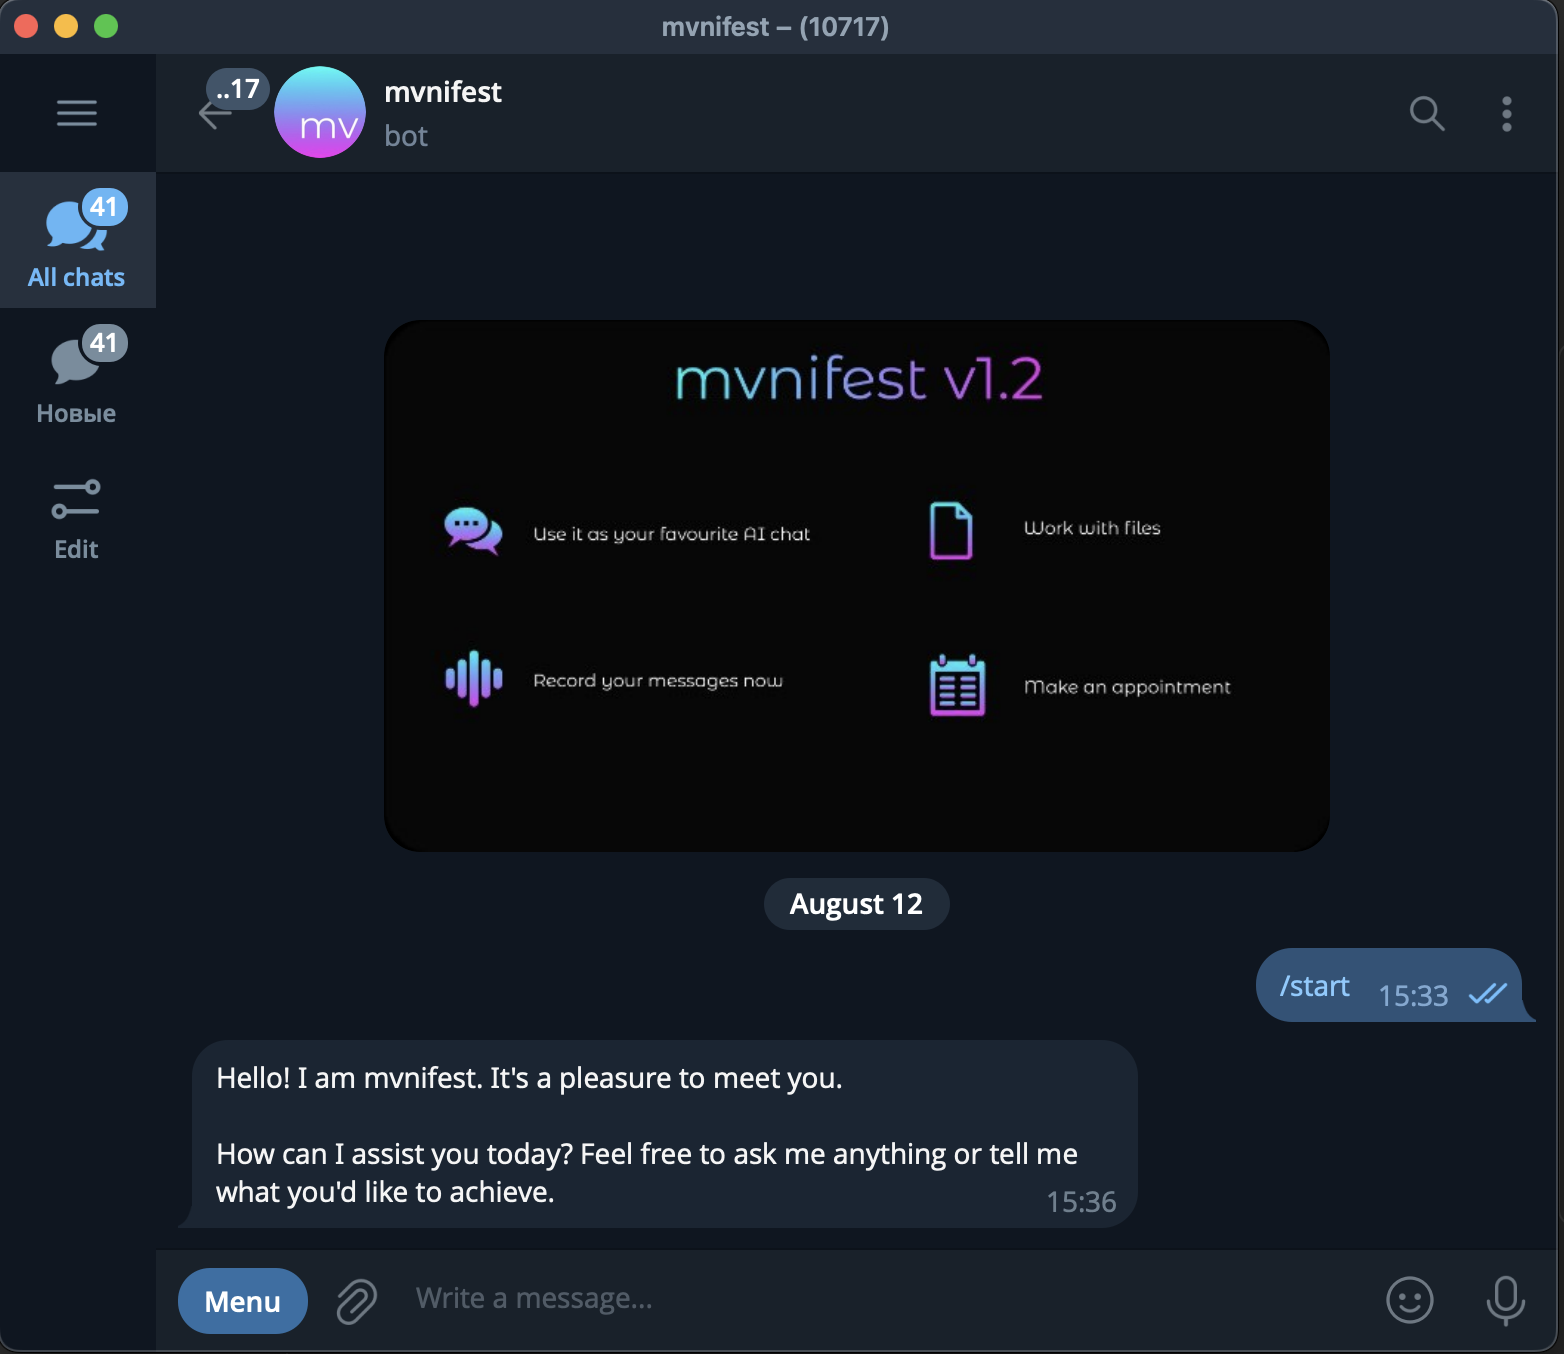 mvnifest – (10717)
..17
mv
mvnifest
bot
41
All chats
41
Новые
Edit
mvnifest v1.2
Use it as your favourite AI chat
Work with files
Record your messages now
Make an appointment
August 12
/start 15:33
Hello! I am mvnifest. It's a pleasure to meet you.
How can I assist you today? Feel free to ask me anything or tell me
what you'd like to achieve.
15:36
Menu
Write a message...